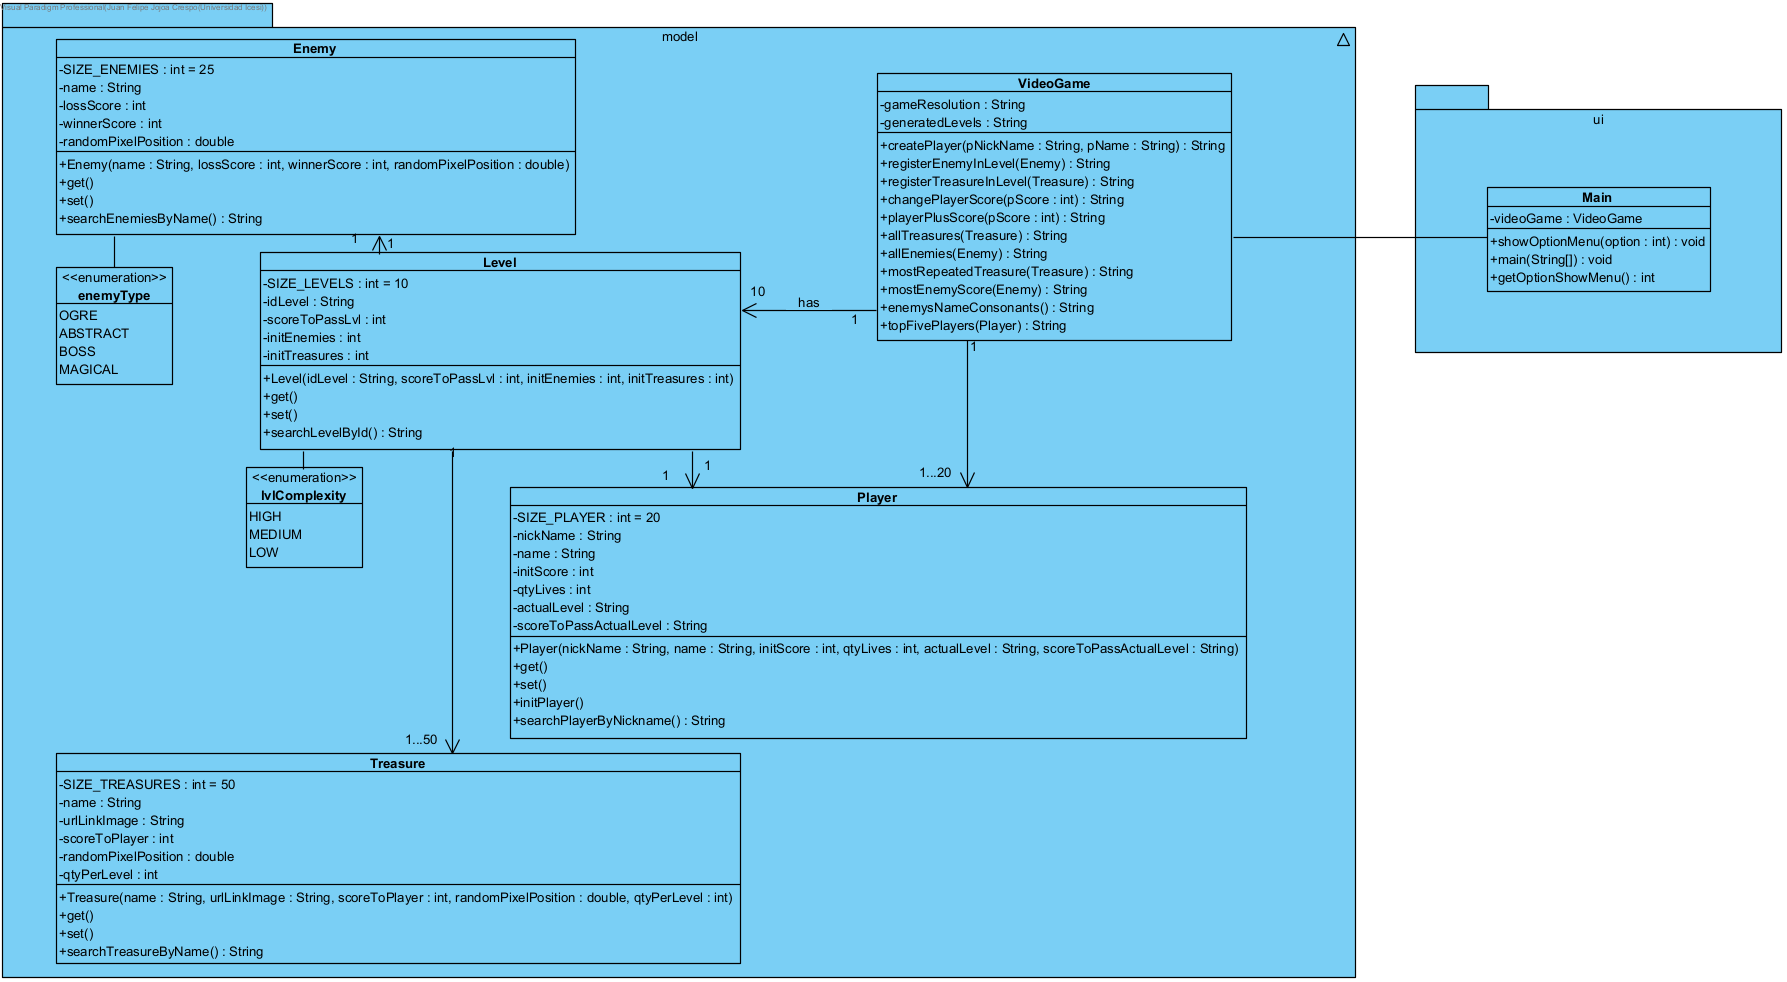 Visual Paradigm Professional(Juan Felipe Jojoa Crespo(Universidad Icesi))
model
Enemy
-SIZE_ENEMIES : int = 25
-name : String
-lossScore : int
-winnerScore : int
-randomPixelPosition : double
+Enemy(name : String, lossScore : int, winnerScore : int, randomPixelPosition : double)
+get()
+set()
+searchEnemiesByName() : String
1
1
<<enumeration>>
enemyType
OGRE
ABSTRACT
BOSS
MAGICAL
Level
-SIZE_LEVELS : int = 10
-idLevel : String
-scoreToPassLvl : int
-initEnemies : int
-initTreasures : int
+Level(idLevel : String, scoreToPassLvl : int, initEnemies : int, initTreasures : int)
+get()
+set()
+searchLevelById() : String
10
has
1
VideoGame
-gameResolution : String
-generatedLevels : String
+createPlayer(pNickName : String, pName : String) : String
+registerEnemyInLevel(Enemy) : String
+registerTreasureInLevel(Treasure) : String
+changePlayerScore(pScore : int) : String
+playerPlusScore(pScore : int) : String
+allTreasures(Treasure) : String
+allEnemies(Enemy) : String
+mostRepeatedTreasure(Treasure) : String
+mostEnemyScore(Enemy) : String
+enemysNameConsonants() : String
+topFivePlayers(Player) : String
1
1...20
ui
Main
-videoGame : VideoGame
+showOptionMenu(option : int) : void
+main(String[]) : void
+getOptionShowMenu() : int
<<enumeration>>
lvlComplexity
HIGH
MEDIUM
LOW
1
1
1
Player
-SIZE_PLAYER : int = 20
-nickName : String
-name : String
-initScore : int
-qtyLives : int
-actualLevel : String
-scoreToPassActualLevel : String
+Player(nickName : String, name : String, initScore : int, qtyLives : int, actualLevel : String, scoreToPassActualLevel : String)
+get()
+set()
+initPlayer()
+searchPlayerByNickname() : String
1...50
Treasure
-SIZE_TREASURES : int = 50
-name : String
-urlLinkImage : String
-scoreToPlayer : int
-randomPixelPosition : double
-qtyPerLevel : int
+Treasure(name : String, urlLinkImage : String, scoreToPlayer : int, randomPixelPosition : double, qtyPerLevel : int)
+get()
+set()
+searchTreasureByName() : String